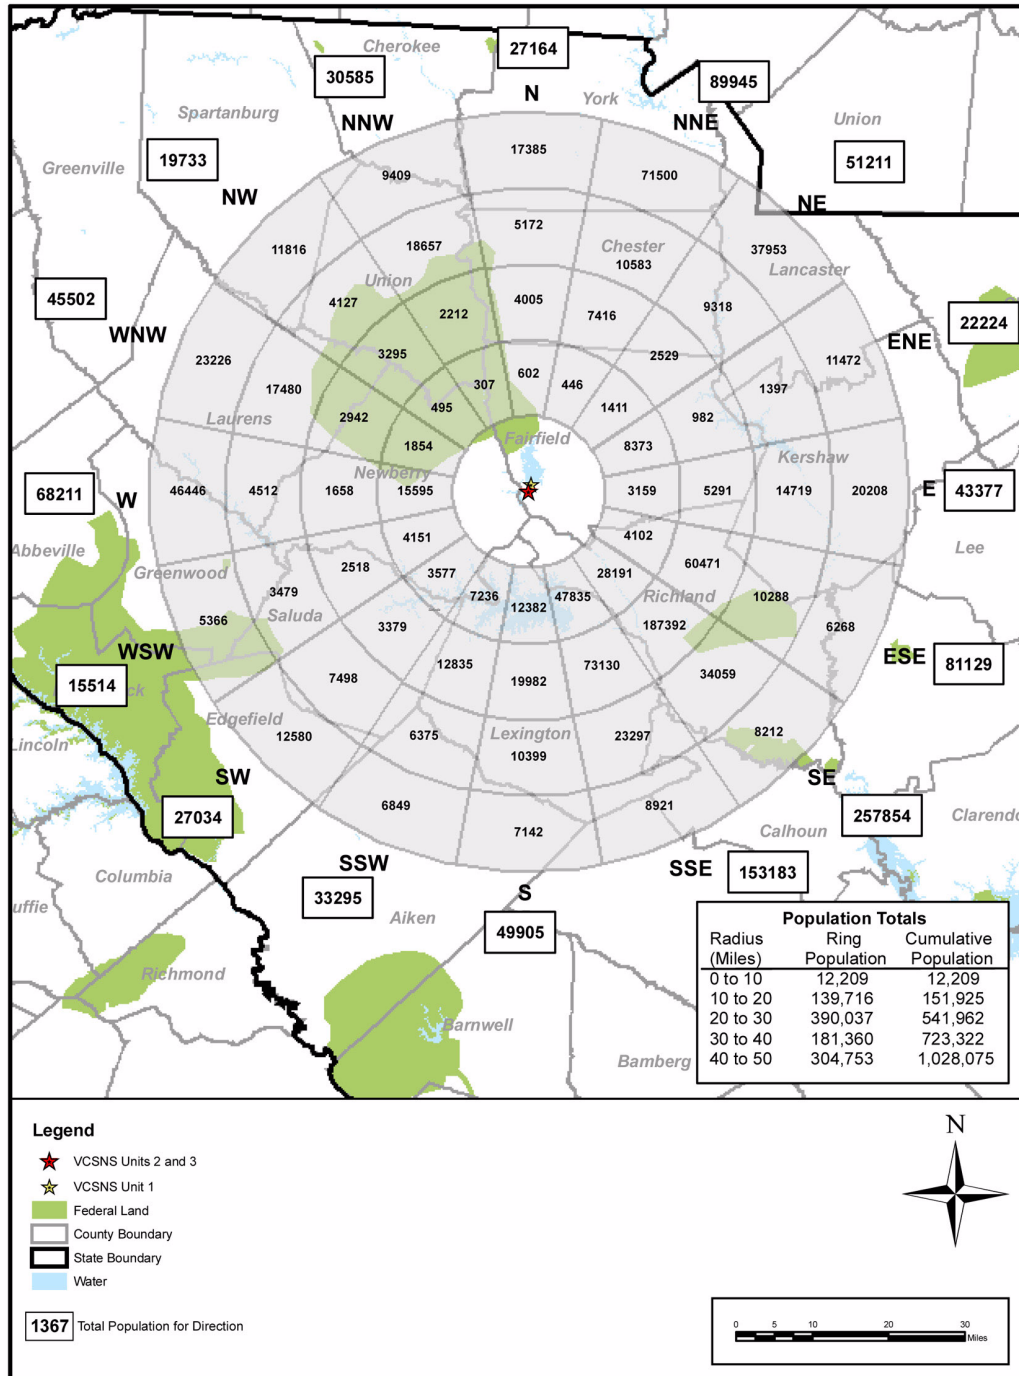 Cherokee
27164
30585
89945
N
York
Spartanburg
NNW
NNE
Union
17385
19733
51211
Greenville
9409
71500
NW
NE
5172
18657
Chester
11816
10583
37953
Lancaster
Union
45502
4127
2212
4005
9318
22224
WNW
7416
ENE
23226
3295
2529
11472
17480
307
602
446
1397
Laurens
2942
495
1411
982
1854
Fairfield
8373
Kershaw
Newberry
68211
W
46446
4512
1658
15595
3159
5291
14719
20208
E
43377
Abbeville
4151
4102
Lee
Greenwood
2518
3577
28191
60471
3479
7236
12382
47835
Richland
10288
5366
Saluda
3379
187392
6268
WSW
12835
ESE
81129
15514
ck
7498
19982
73130
34059
Lincoln
Edgefield
12580
6375
Lexington
23297
8212
10399
SW
SE
27034
6849
7142
8921
257854
Clarendo
Calhoun
SSW
SSE
153183
Columbia
33295
S
uffie
Aiken
49905
Richmond
Barnwell
Bamberg
Population Totals
Radius Ring Cumulative
(Miles) Population Population
0 to 10 12,209 12,209
10 to 20 139,716 151,925
20 to 30 390,037 541,962
30 to 40 181,360 723,322
40 to 50 304,753 1,028,075
Legend
VCSNS Units 2 and 3
VCSNS Unit 1
Federal Land
County Boundary
State Boundary
Water
1367 Total Population for Direction
N
0 5 10 20 30
Miles